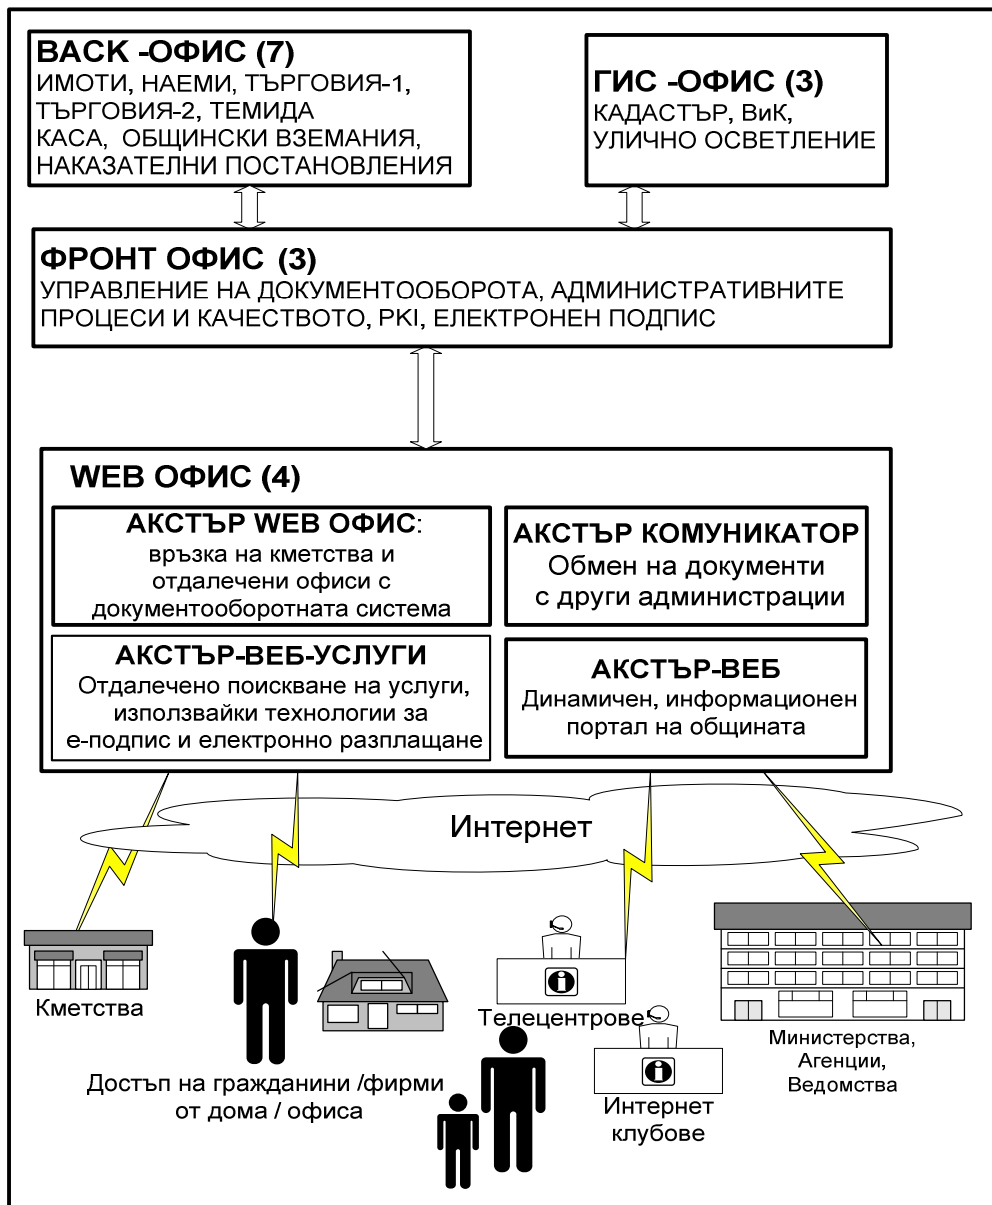 BACK -ОФИС (7)
ИМОТИ, НАЕМИ, ТЪРГОВИЯ-1,
ТЪРГОВИЯ-2, ТЕМИДА
КАСА, ОБЩИНСКИ ВЗЕМАНИЯ,
НАКАЗАТЕЛНИ ПОСТАНОВЛЕНИЯ
ГИС -ОФИС (3)
КАДАСТЪР, ВиК,
УЛИЧНО ОСВЕТЛЕНИЕ
ФРОНТ ОФИС (3)
УПРАВЛЕНИЕ НА ДОКУМЕНТООБОРОТА, АДМИНИСТРАТИВНИТЕ
ПРОЦЕСИ И КАЧЕСТВОТО, PKI, ЕЛЕКТРОНЕН ПОДПИС
WEB ОФИС (4)
АКСТЪР WEB ОФИС:
връзка на кметства и
отдалечени офиси с
документооборотната система
АКСТЪР КОМУНИКАТОР
Обмен на документи
с други администрации
АКСТЪР-ВЕБ-УСЛУГИ
Отдалечено поискване на услуги,
използвайки технологии за
е-подпис и електронно разплащане
АКСТЪР-ВЕБ
Динамичен, информационен
портал на общината
Интернет
Кметства
Достъп на гражданини /фирми
от дома / офиса
Телецентрове
Интернет
клубове
Министерства,
Агенции,
Ведомства